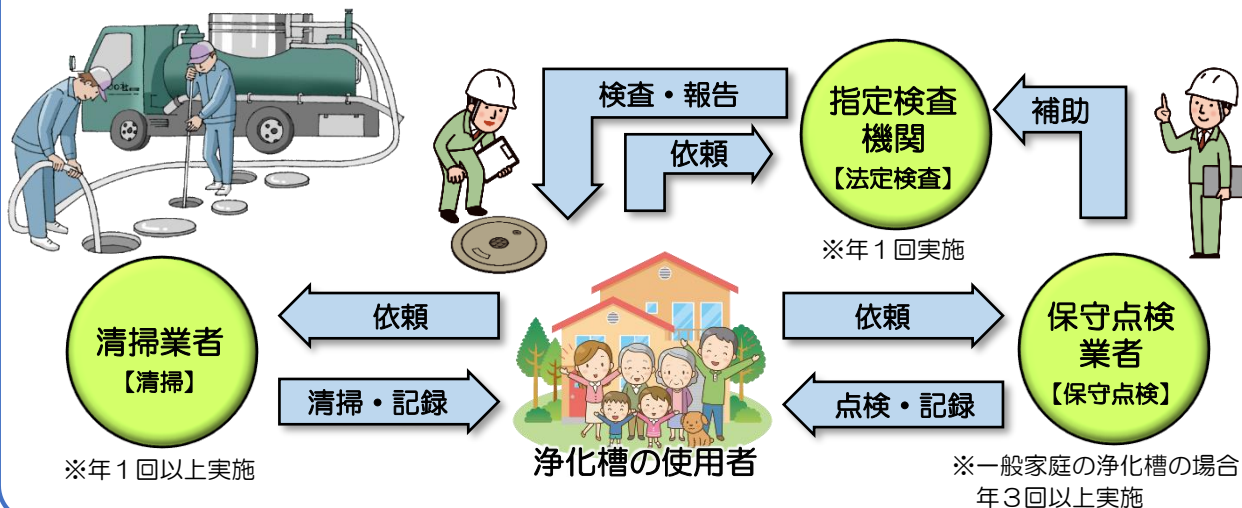 検査・報告
依頼
指定検査
機関
【法定検査】
※年１回実施
補助
清掃業者
【清掃】
※年１回以上実施
依頼
清掃・記録
浄化槽の使用者
依頼
点検・記録
保守点検
業者
【保守点検】
※一般家庭の浄化槽の場合
年３回以上実施